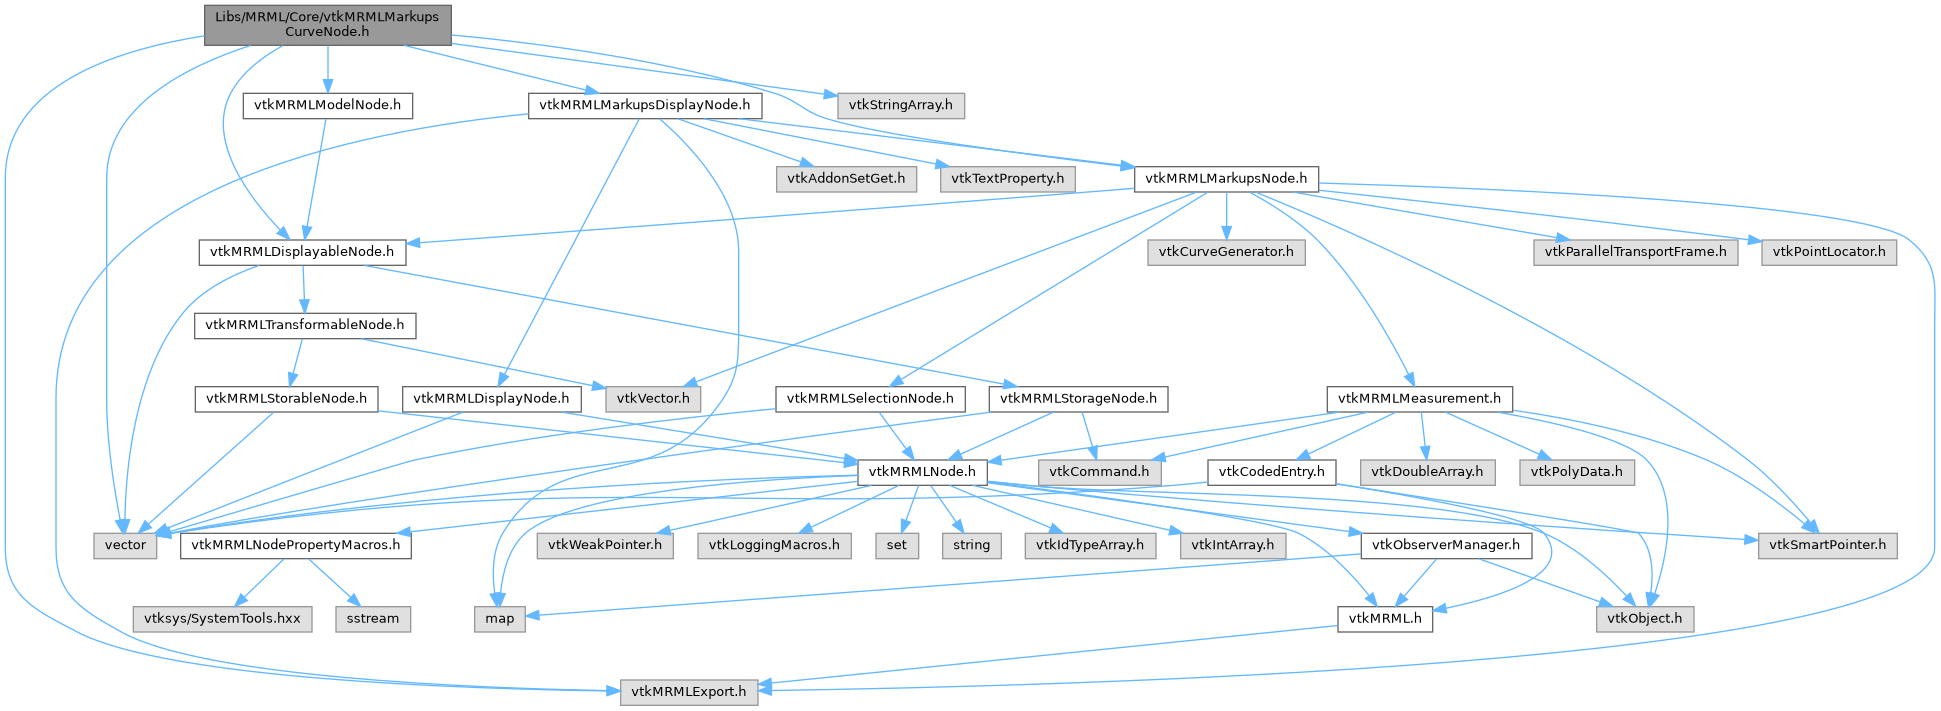 Libs/MRML/Core/vtkMRMLMarkups
CurveNode.h
vtkMRMLModelNode.h
vtkMRMLMarkupsDisplayNode.h
vtkStringArray.h
vtkAddonSetGet.h
vtkTextProperty.h
vtkMRMLMarkupsNode.h
vtkMRMLDisplayableNode.h
vtkCurveGenerator.h
vtkParallelTransportFrame.h
vtkPointLocator.h
vtkMRMLTransformableNode.h
vtkMRMLStorableNode.h
vtkMRMLDisplayNode.h
vtkVector.h
vtkMRMLSelectionNode.h
vtkMRMLStorageNode.h
vtkMRMLMeasurement.h
vtkMRMLNode.h
vtkCommand.h
vtkCodedEntry.h
vtkDoubleArray.h
vtkPolyData.h
vector
vtkMRMLNodePropertyMacros.h
vtkWeakPointer.h
vtkLoggingMacros.h
set
string
vtkIdTypeArray.h
vtkIntArray.h
vtkObserverManager.h
vtkSmartPointer.h
vtksys/SystemTools.hxx
sstream
map
vtkMRML.h
vtkObject.h
vtkMRMLExport.h